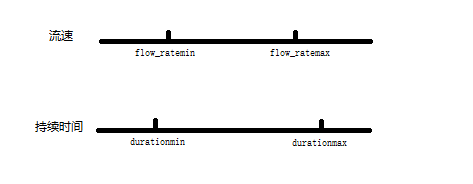 流速
flow_ratemin flow_ratemax
持续时间
durationmin durationmax